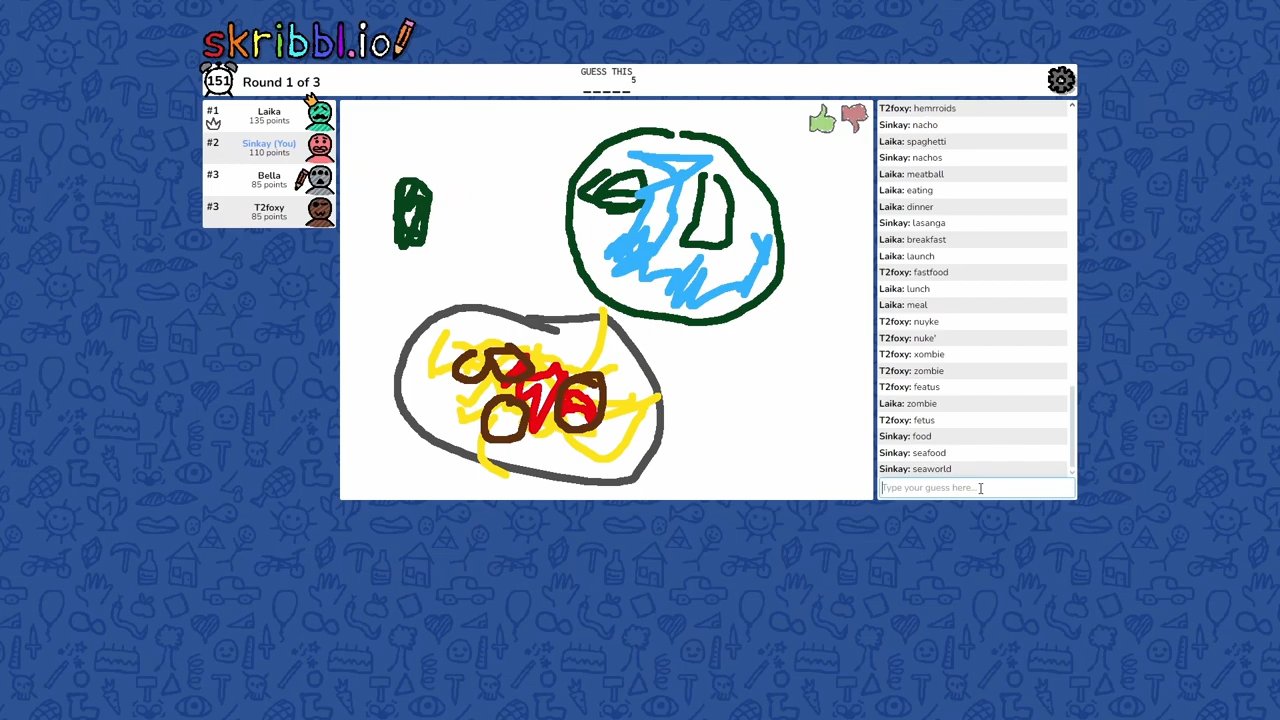 skribbl.io
151
Round 1 of 3
GUESS THIS
_____ 5
#1
Laika
135 points
#2
Sinkay (You)
110 points
#3
Bella
85 points
#3
T2foxy
85 points
T2foxy: hemrroids
Sinkay: nacho
Laika: spaghetti
Sinkay: nachos
Laika: meatball
Laika: eating
Laika: dinner
Sinkay: lasanga
Laika: breakfast
Laika: launch
T2foxy: fastfood
Laika: lunch
Laika: meal
T2foxy: nuyke
T2foxy: nuke'
T2foxy: xombie
T2foxy: zombie
T2foxy: featus
Laika: zombie
T2foxy: fetus
Sinkay: food
Sinkay: seafood
Sinkay: seaworld
Type your guess here...